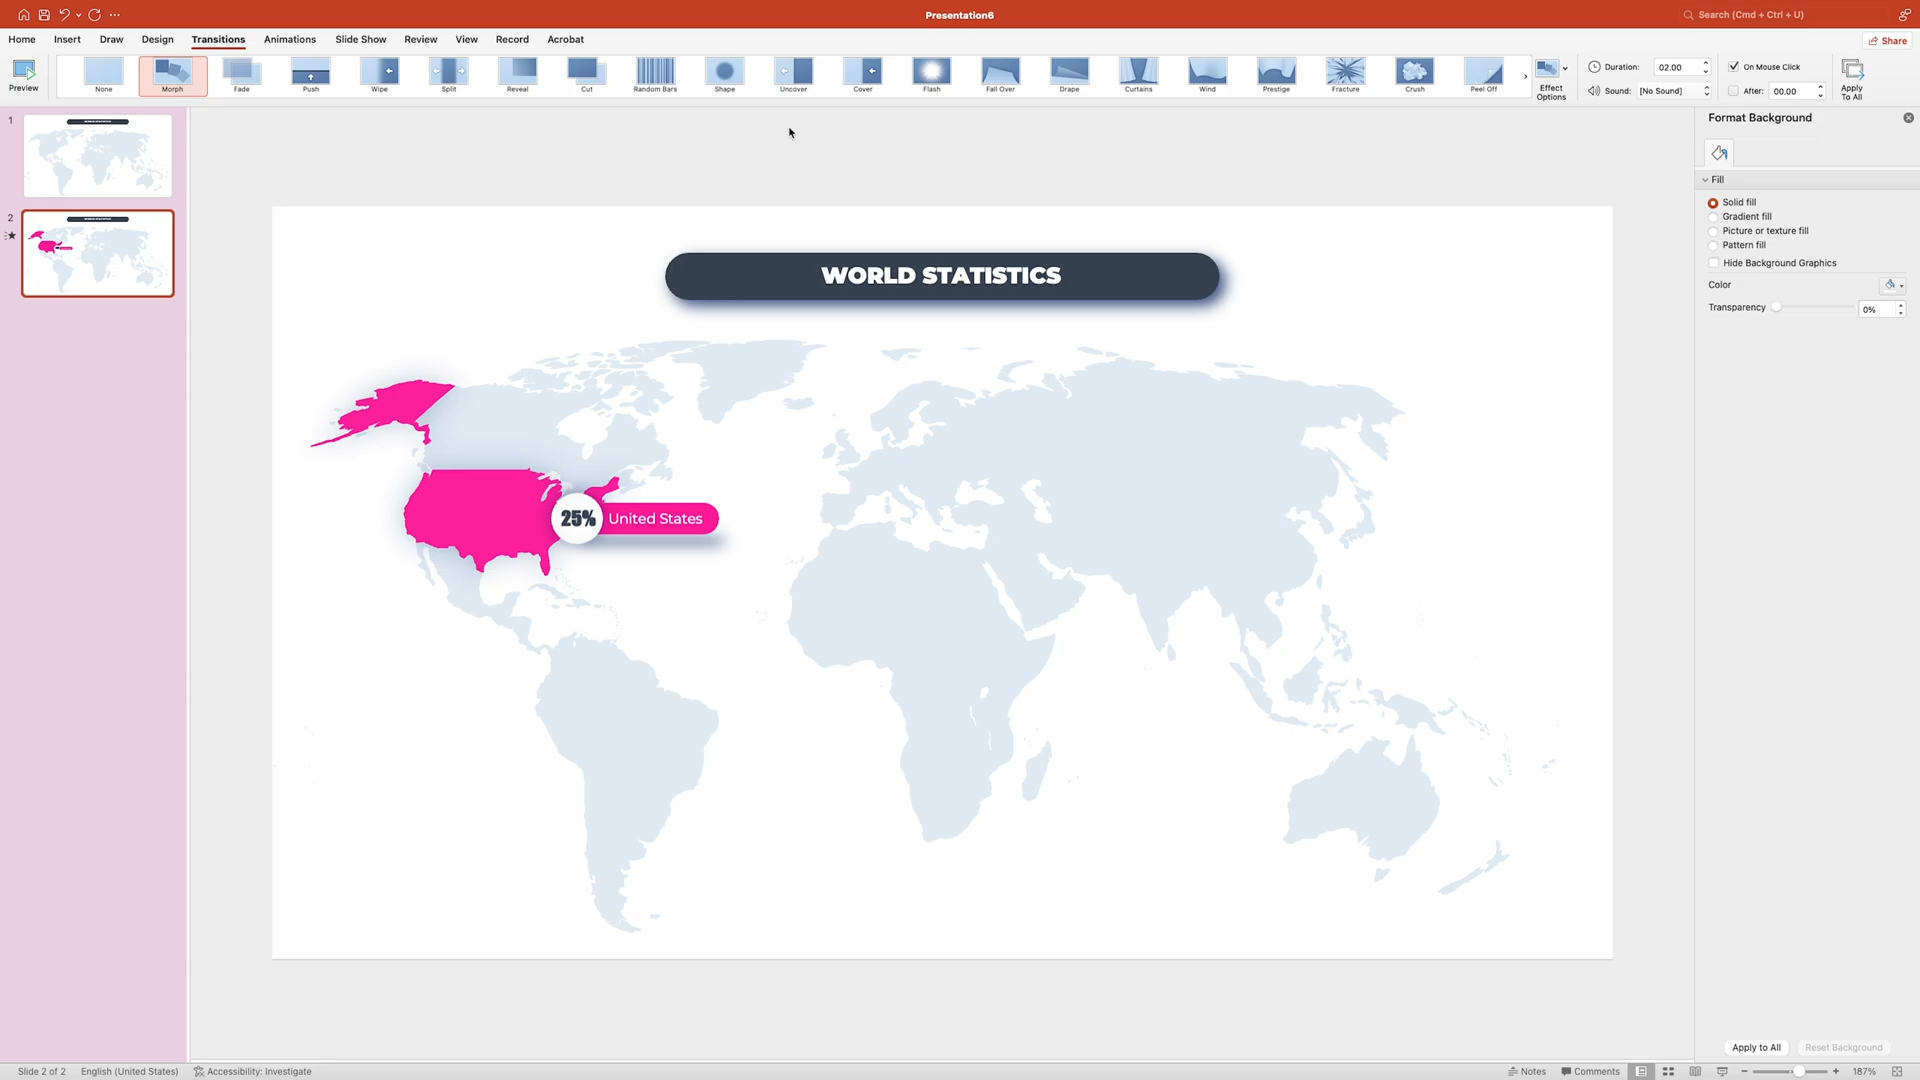 Presentation6
Search (Cmd + Ctrl + U)
Home Insert Draw Design Transitions Animations Slide Show Review View Record Acrobat
Share
Preview
None Morph Fade Push Wipe Split Reveal Cut Random Bars Shape Uncover Cover Flash Fall Over Drape Curtains Wind Prestige Fracture Crush Peel Off
Effect Options
Duration: 02.00
On Mouse Click
Sound: [No Sound]
After: 00.00
Apply To All
1
2
WORLD STATISTICS
25% United States
Format Background
Fill
Solid fill
Gradient fill
Picture or texture fill
Pattern fill
Hide Background Graphics
Color
Transparency 0%
Apply to All Reset Background
Slide 2 of 2 English (United States) Accessibility: Investigate
Notes Comments 187%